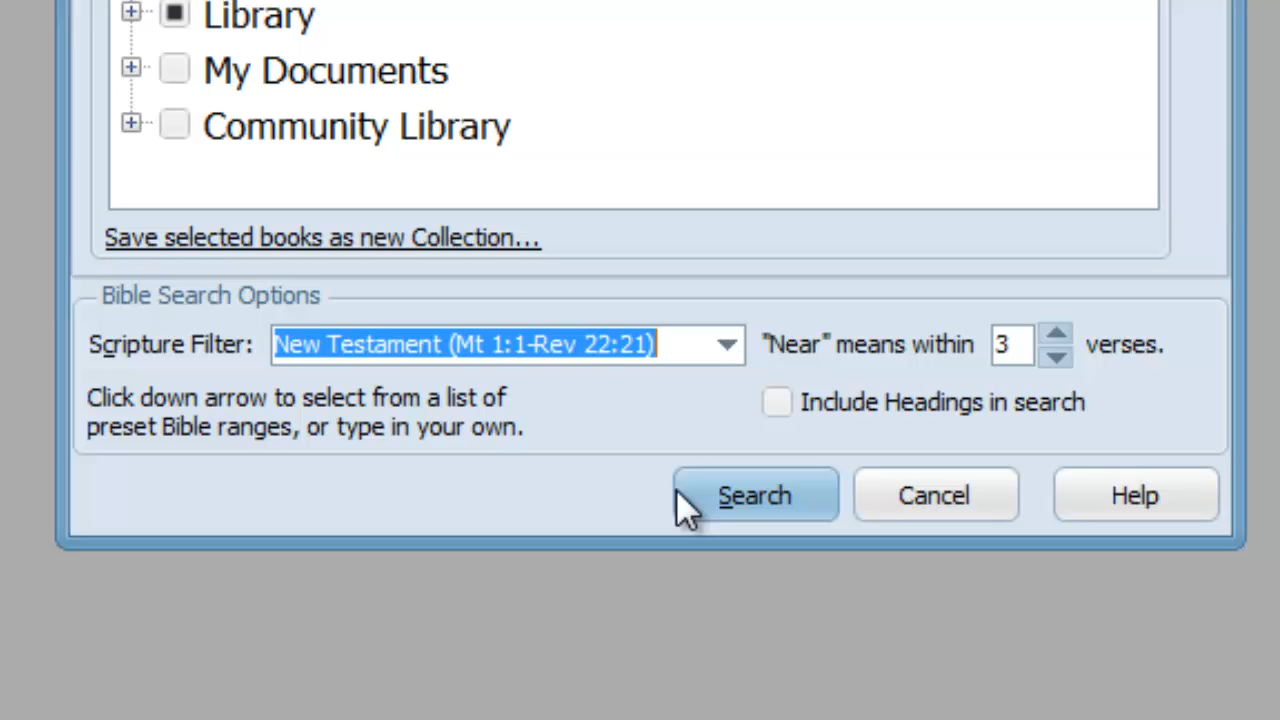 Library
My Documents
Community Library
Save selected books as new Collection...
Bible Search Options
Scripture Filter: New Testament (Mt 1:1-Rev 22:21) "Near" means within 3 verses.
Click down arrow to select from a list of
preset Bible ranges, or type in your own.
Include Headings in search
Search Cancel Help